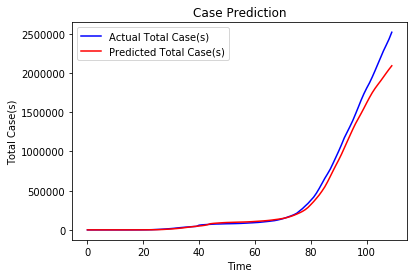 Case Prediction
Actual Total Case(s)
Predicted Total Case(s)
Total Case(s)
2500000
2000000
1500000
1000000
500000
0
0 20 40 60 80 100
Time